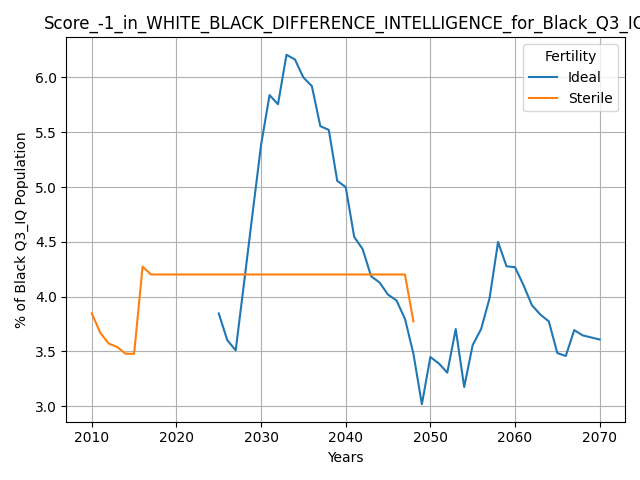 Score_-1_in_WHITE_BLACK_DIFFERENCE_INTELLIGENCE_for_Black_Q3_IQ
Fertility
Ideal
Sterile
% of Black Q3_IQ Population
6.0
5.5
5.0
4.5
4.0
3.5
3.0
2010 2020 2030 2040 2050 2060 2070
Years